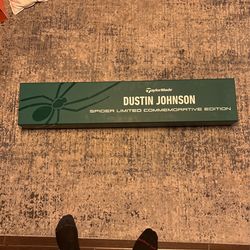 TaylorMade
DUSTIN JOHNSON
SPIDER LIMITED COMMEMORATIVE EDITION